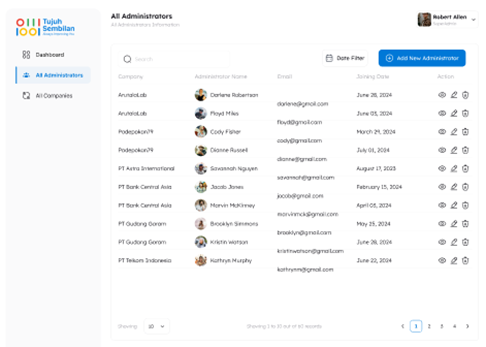 Tujuh
Sembilan
All Administrators
All Administrators Information
Robert Allen
Dashboard
All Administrators
All Companies
Search
Date Filter
Add New Administrator
Company Administrator Name Email Joining Date Action
ArutalaLab Darlene Robertson darlene@gmail.com June 28, 2024
ArutalaLab Floyd Miles floyd@gmail.com June 03, 2024
Padepokan79 Cody Fisher cody@gmail.com March 29, 2024
Padepokan79 Dianne Russell dianne@gmail.com July 01, 2024
PT Astra International Savannah Nguyen savannah@gmail.com August 17, 2023
PT Bank Central Asia Jacob Jones jacob@gmail.com February 15, 2024
PT Bank Central Asia Marvin McKinney marvinmck@gmail.com April 05, 2024
PT Gudang Garam Brooklyn Simmons brooklyn@gmail.com May 25, 2024
PT Gudang Garam Kristin Watson kristinwatson@gmail.com June 28, 2024
PT Telkom Indonesia Kathryn Murphy kathrynm@gmail.com June 22, 2024
Showing 10
Showing 1 to 10 out of 60 records
1 2 3 4